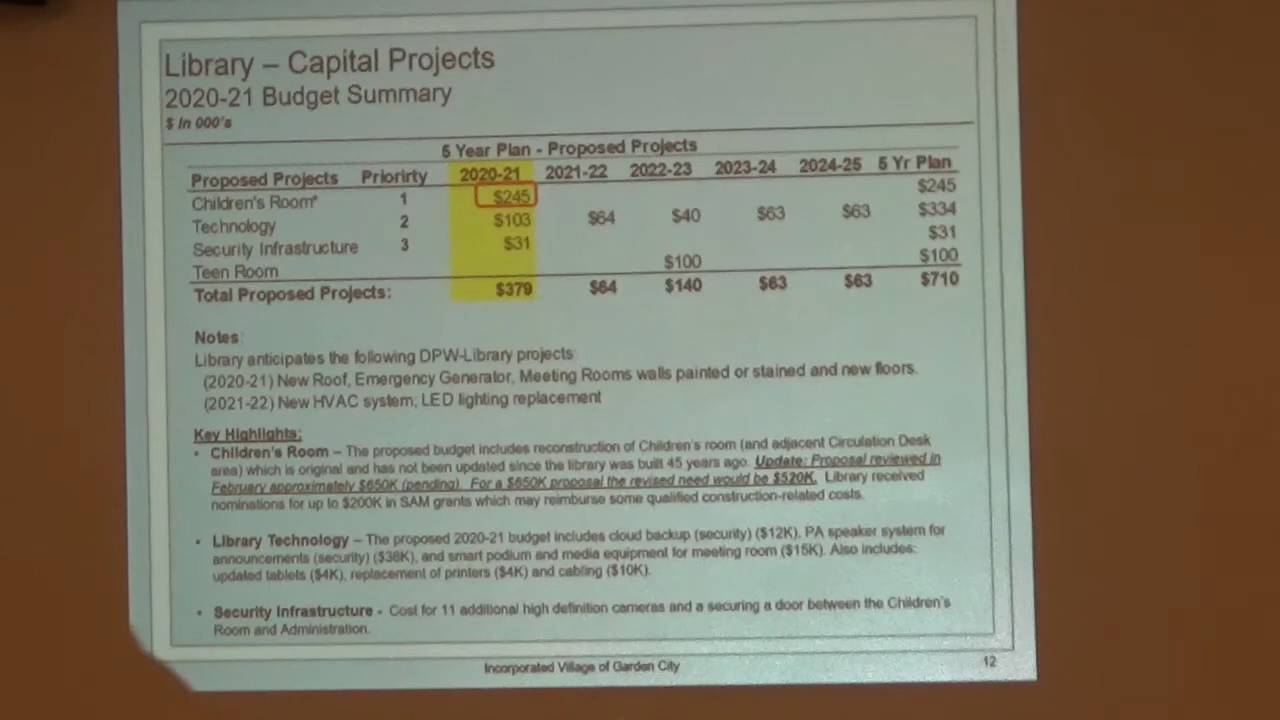 Library – Capital Projects
2020-21 Budget Summary
$ In 000's
5 Year Plan - Proposed Projects
Proposed Projects Priorirty 2020-21 2021-22 2022-23 2023-24 2024-25 5 Yr Plan
Children's Room* 1 $245 $245
Technology 2 $103 $64 $40 $63 $63 $334
Security Infrastructure 3 $31 $31
Teen Room $100 $100
Total Proposed Projects: $379 $64 $140 $63 $63 $710
Notes:
Library anticipates the following DPW-Library projects:
(2020-21) New Roof, Emergency Generator, Meeting Rooms walls painted or stained and new floors.
(2021-22) New HVAC system; LED lighting replacement
Key Highlights:
• Children's Room – The proposed budget includes reconstruction of Children's room (and adjacent Circulation Desk
area) which is original and has not been updated since the library was built 45 years ago. Update: Proposal reviewed in
February approximately $650K (pending). For a $650K proposal the revised need would be $520K. Library received
nominations for up to $200K in SAM grants which may reimburse some qualified construction-related costs.
• Library Technology – The proposed 2020-21 budget includes cloud backup (security) ($12K), PA speaker system for
announcements (security) ($38K), and smart podium and media equipment for meeting room ($15K). Also includes:
updated tablets ($4K), replacement of printers ($4K) and cabling ($10K).
• Security Infrastructure - Cost for 11 additional high definition cameras and a securing a door between the Children's
Room and Administration.
Incorporated Village of Garden City 12